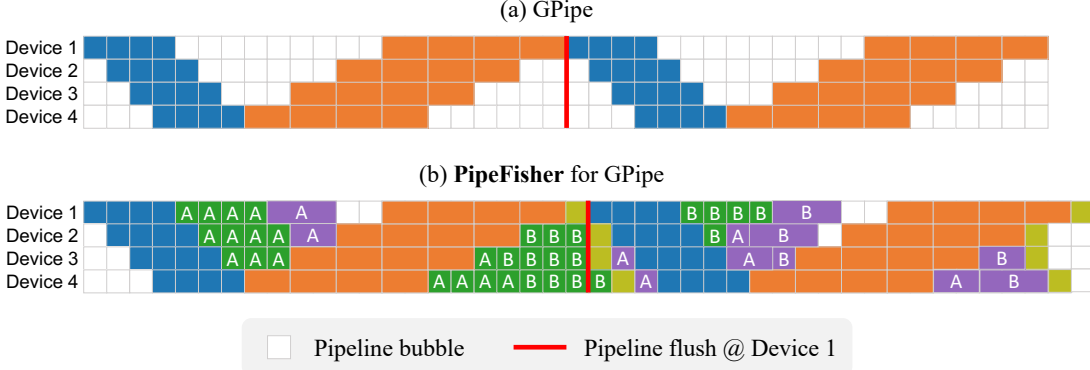 (a) GPipe
Device 1
Device 2
Device 3
Device 4
(b) PipeFisher for GPipe
Device 1 A A A A A B B B B B
Device 2 A A A A A B B B B A B
Device 3 A A A A B B B B A A B B
Device 4 A A A A B B B B A A B
Pipeline bubble Pipeline flush @ Device 1